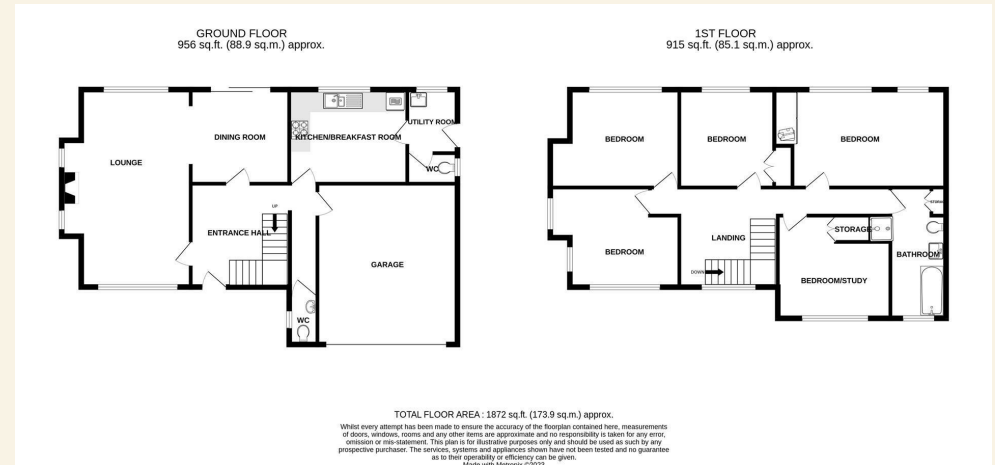 GROUND FLOOR
956 sq.ft. (88.9 sq.m.) approx.
1ST FLOOR
915 sq.ft. (85.1 sq.m.) approx.
LOUNGE
DINING ROOM
KITCHEN/BREAKFAST ROOM
UTILITY ROOM
WC
UP
ENTRANCE HALL
GARAGE
WC
BEDROOM
BEDROOM
BEDROOM
STORAGE
STORAGE
BEDROOM
LANDING
DOWN
BATHROOM
BEDROOM/STUDY
TOTAL FLOOR AREA : 1872 sq.ft. (173.9 sq.m.) approx.
Whilst every attempt has been made to ensure the accuracy of the floorplan contained here, measurements
of doors, windows, rooms and any other items are approximate and no responsibility is taken for any error,
omission or mis-statement. This plan is for illustrative purposes only and should be used as such by any
prospective purchaser. The services, systems and appliances shown have not been tested and no guarantee
as to their operability or efficiency can be given.
Made with Metropix ©2023